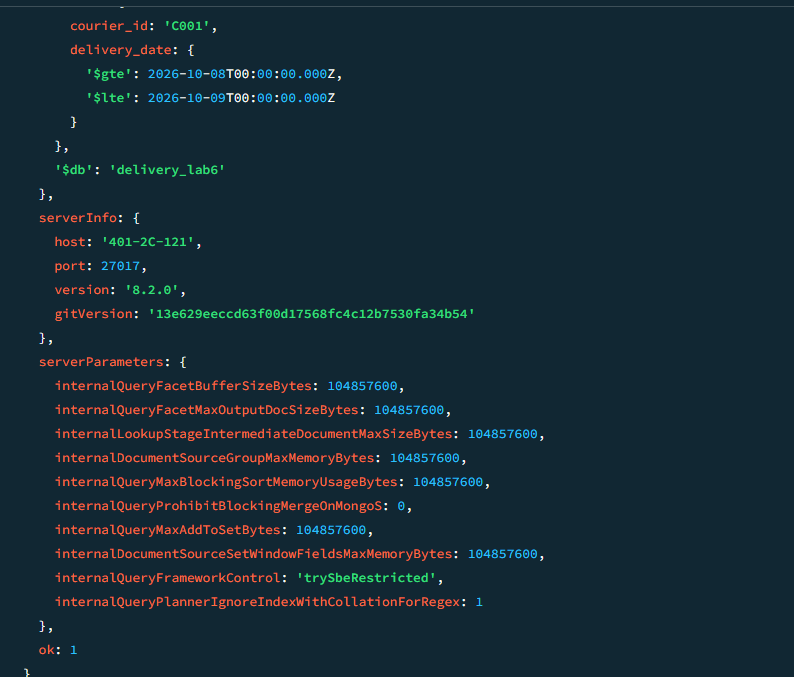 courier_id: 'C001',
delivery_date: {
'$gte': 2026-10-08T00:00:00.000Z,
'$lte': 2026-10-09T00:00:00.000Z
}
},
'$db': 'delivery_lab6'
},
serverInfo: {
host: '401-2C-121',
port: 27017,
version: '8.2.0',
gitVersion: '13e629eeccd63f00d17568fc4c12b7530fa34b54'
},
serverParameters: {
internalQueryFacetBufferSizeBytes: 104857600,
internalQueryFacetMaxOutputDocSizeBytes: 104857600,
internalLookupStageIntermediateDocumentMaxSizeBytes: 104857600,
internalDocumentSourceGroupMaxMemoryBytes: 104857600,
internalQueryMaxBlockingSortMemoryUsageBytes: 104857600,
internalQueryProhibitBlockingMergeOnMongoS: 0,
internalQueryMaxAddToSetBytes: 104857600,
internalDocumentSourceSetWindowFieldsMaxMemoryBytes: 104857600,
internalQueryFrameworkControl: 'trySbeRestricted',
internalQueryPlannerIgnoreIndexWithCollationForRegex: 1
},
ok: 1
}